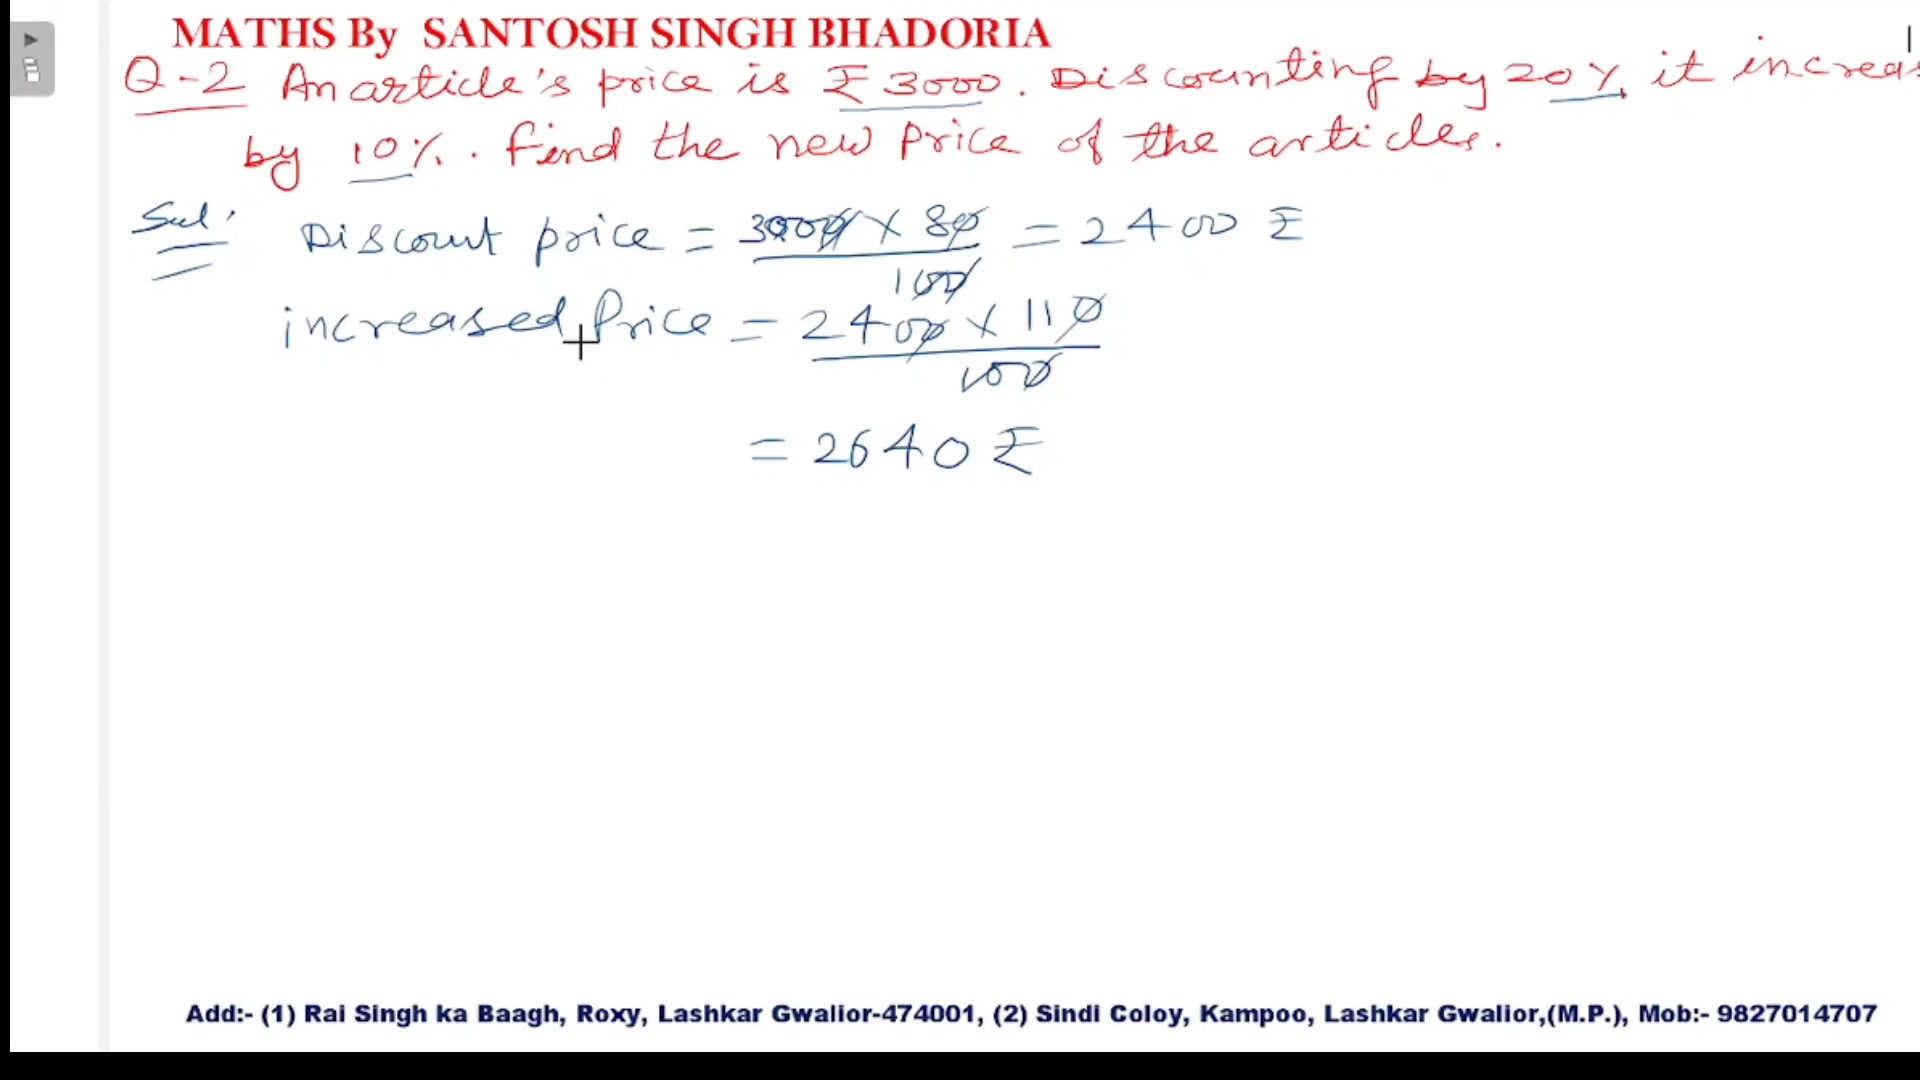 MATHS By SANTOSH SINGH BHADORIA
Q-2 An article's price is ₹ 3000. Discounting by 20% it increas
by 10%. Find the new Price of the articles.
Sol.
Discount price = 3000 x 80 / 100 = 2400 ₹
increased Price = 2400 x 110 / 100
= 2640 ₹
Add:- (1) Rai Singh ka Baagh, Roxy, Lashkar Gwalior-474001, (2) Sindi Coloy, Kampoo, Lashkar Gwalior,(M.P.), Mob:- 9827014707